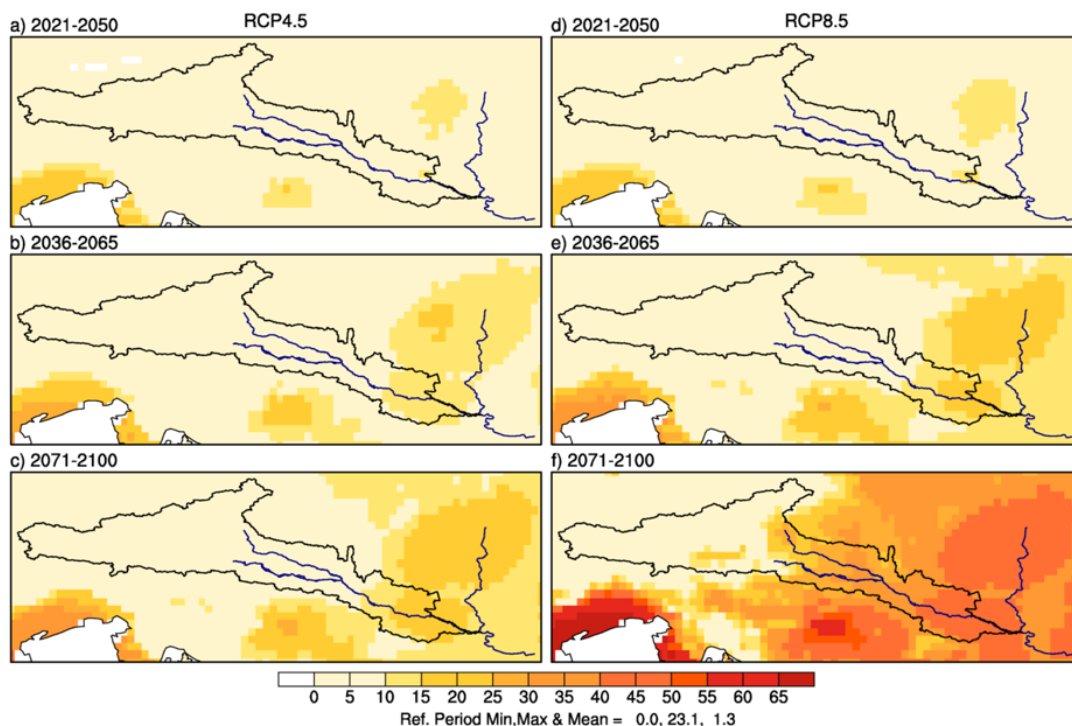 RCP4.5
RCP8.5
a) 2021-2050
d) 2021-2050
b) 2036-2065
e) 2036-2065
c) 2071-2100
f) 2071-2100
0 5 10 15 20 25 30 35 40 45 50 55 60 65
Ref. Period Min,Max & Mean = 0.0, 23.1, 1.3